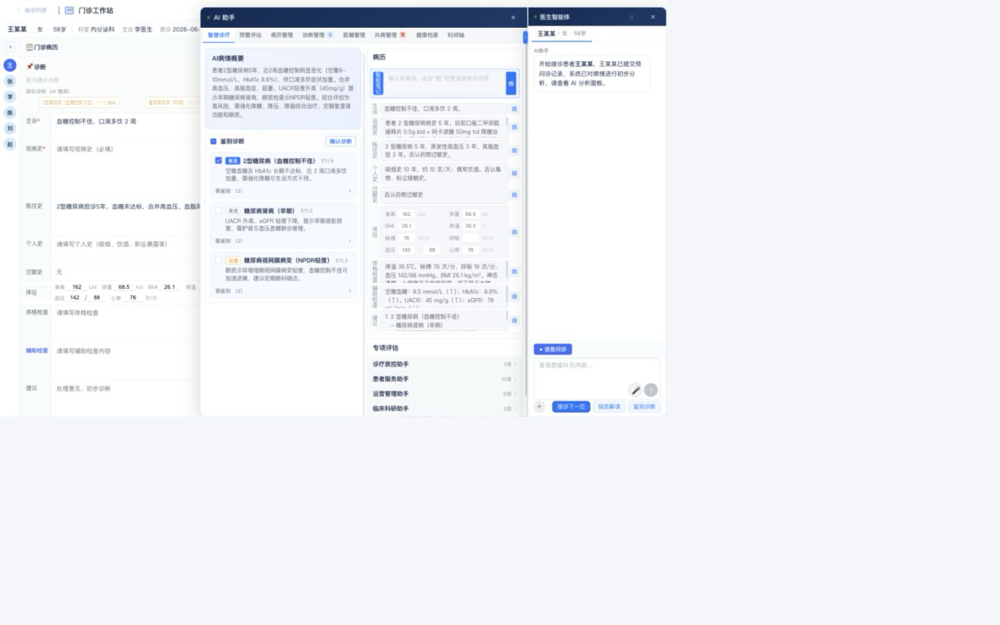 候诊列表
门诊工作站
王某某 女 · 58岁 科室 内分泌科 主治 李医生 就诊 2026-06-
门诊病历
王
张
李
陈
刘
赵
诊断
暂无确诊诊断
疑似诊断（AI 推测）
2型糖尿病（血糖控制不佳） 92%
糖尿病肾病（早期）
主诉* 血糖控制不佳，口渴多饮 2 周
现病史* 请填写现病史（必填）
既往史 2型糖尿病控诊5年，血糖未达标，合并高血压、血脂异
个人史 请填写个人史（吸烟、饮酒、职业暴露等）
过敏史 无
体征 身高 162 CM 体重 68.5 KG BMI 26.1 体温
血压 142 / 88 心率 76 次/分
体格检查 请填写体格检查
辅助检查 请填写辅助检查内容
建议 处理意见、初步诊断
AI 助手 ×
智慧诊疗 预警评估 病历管理 诊断管理 3 医嘱管理 共病管理 健康档案 时间轴
AI病情概要
患者2型糖尿病5年，近2周血糖控制明显恶化（空腹8-
10mmol/L，HbA1c 8.6%），伴口渴多饮症状加重。合并
高血压、高脂血症、超重。UACR轻度升高（45mg/g）提
示早期糖尿病肾病，眼底检查示NPDR轻度。综合评估为
高风险，需强化降糖、降压、降脂综合治疗，定期复查肾
功能和眼底。
鉴别诊断 确认诊断
首选 2型糖尿病（血糖控制不佳） E11.9
空腹血糖及 HbA1c 长期不达标，近 2 周口渴多饮
加重，需强化降糖与生活方式干预。
需鉴别 （2） ›
糖尿病肾病（早期） E11.2
UACR 升高、eGFR 轻度下降，提示早期肾脏损
害，需护肾与血压血糖联合管理。
需鉴别 （2） ›
次选 糖尿病视网膜病变（NPDR轻度） E11.3
眼底示非增殖期视网膜病变轻度，血糖控制不佳可
加速进展，建议定期眼科随访。
需鉴别 （2） ›
病历
智能笔记
输入关键词，点击"检"检索语音就诊内容
检
主诉 血糖控制不佳，口渴多饮 2 周。
现病史 患者 2 型糖尿病病史 5 年，目前口服二甲双胍
缓释片 0.5g bid + 阿卡波糖 50mg tid 降糖治
既往史 2 型糖尿病 5 年，原发性高血压 3 年，高脂血
症 2 年。否认药物过敏史。
个人史 吸烟史 10 年，约 10 支/天；偶有饮酒。否认毒
物、粉尘接触史。
过敏史 否认药物过敏史
体征
身高 162 CM 体重 68.5 KG
BMI 26.1 体温 36.5 ℃
脉搏 76 次/分 呼吸 次/分
血压 142 / 88 心率 76 次/分
体格检查 体温 36.5℃，脉搏 76 次/分，呼吸 18 次/分，
血压 142/88 mmHg。BMI 26.1 kg/m²。神志
辅助检查 空腹血糖：8.5 mmol/L（↑）；HbA1c：8.6%
（↑）。UACR：45 mg/g（↑）；eGFR：78
建议 1. 2 型糖尿病（血糖控制不佳）
– 糖尿病肾病（早期）
专项评估
诊疗质控助手 7项 ›
患者服务助手 10项 ›
运营管理助手 9项 ›
临床科研助手 3项 ›
医生智能体 ×
王某某 · 女 · 58岁
AI助手
开始接诊患者王某某，王某某已提交预
问诊记录，系统已对病情进行初步分
析，请查看 AI 分析面板。
语音问诊
发消息或补充内容...
接诊下一位 报告解读 鉴别诊断